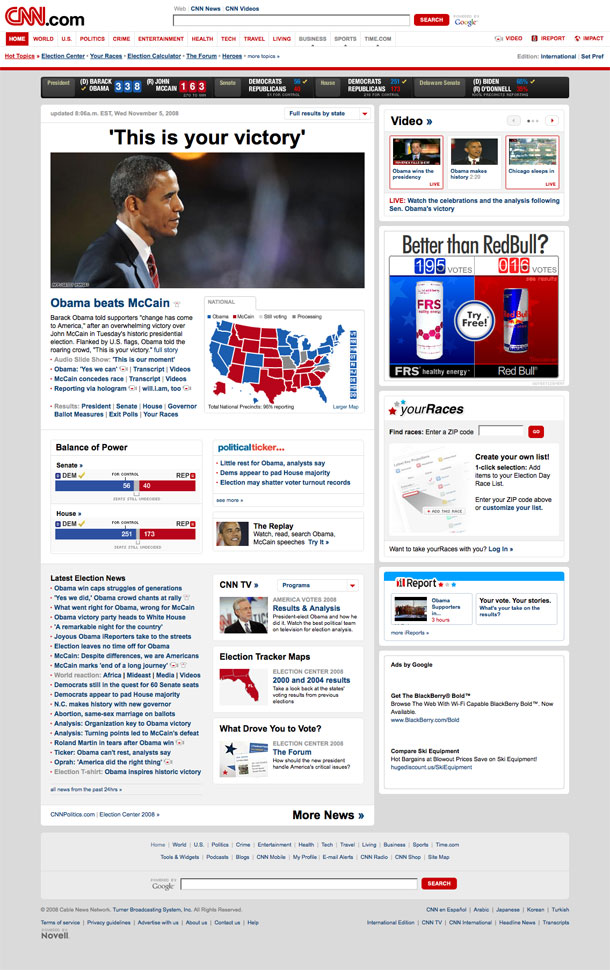 CNN.com
Web CNN News CNN Videos
SEARCH
POWERED BY Google
HOME WORLD U.S. POLITICS CRIME ENTERTAINMENT HEALTH TECH TRAVEL LIVING BUSINESS SPORTS TIME.COM
VIDEO IREPORT IMPACT
Hot Topics » Election Center · Your Races · Election Calculator · The Forum · Heroes · more topics »
Edition: International Set Pref
President (D) BARACK OBAMA 338 (R) JOHN McCAIN 163
Senate DEMOCRATS 56 REPUBLICANS 40
House DEMOCRATS 251 REPUBLICANS 173
Delaware Senate (D) BIDEN (R) O'DONNELL
updated 8:06a.m. EST, Wed November 5, 2008
Full results by state
'This is your victory'
Obama beats McCain
Barack Obama told supporters "change has come
to America," after an overwhelming victory over
John McCain in Tuesday's historic presidential
election. Flanked by U.S. flags, Obama told the
roaring crowd, "This is your victory." full story
Audio Slide Show: 'This is our moment'
Obama: 'Yes we can' | Transcript | Videos
McCain concedes race | Transcript | Videos
Reporting via hologram | will.i.am, too
Results: President | Senate | House | Governor
Ballot Measures | Exit Polls | Your Races
NATIONAL
Obama McCain Still voting Processing
Total National Precincts: 96% reporting
Larger Map
Balance of Power
Senate »
DEM FOR CONTROL REP
56 40
SEATS STILL UNDECIDED
House »
DEM FOR CONTROL REP
251 173
SEATS STILL UNDECIDED
politicalticker...
Little rest for Obama, analysts say
Dems appear to pad House majority
Election may shatter voter turnout records
see more »
The Replay
Watch, read, search Obama,
McCain speeches Try It »
Latest Election News
Obama win caps struggles of generations
'Yes we did,' Obama crowd chants at rally
What went right for Obama, wrong for McCain
Obama victory party heads to White House
'A remarkable night for the country'
Joyous Obama iReporters take to the streets
Election leaves no time off for Obama
McCain: Despite differences, we are Americans
McCain marks 'end of a long journey'
World reaction: Africa | Mideast | Media | Videos
Democrats still in the quest for 60 Senate seats
Democrats appear to pad House majority
N.C. makes history with new governor
Abortion, same-sex marriage on ballots
Analysis: Organization key to Obama victory
Analysis: Turning points led to McCain's defeat
Roland Martin in tears after Obama win
Ticker: Obama can't rest, analysts say
Oprah: 'America did the right thing'
Election T-shirt: Obama inspires historic victory
all news from the past 24hrs »
CNN TV » Programs
AMERICA VOTES 2008
Results & Analysis
President-elect Obama and how
he did it. Watch the best political
team on television for election analysis.
Election Tracker Maps
ELECTION CENTER 2008
2000 and 2004 results
Take a look back at the states'
voting results from previous
elections
What Drove You to Vote?
ELECTION CENTER 2008
The Forum
How should the new president
handle America's critical issues?
CNNPolitics.com | Election Center 2008 »
More News »
Video »
Obama wins the presidency
LIVE
Obama makes history 2:20
Chicago sleeps in
LIVE
LIVE: Watch the celebrations and the analysis following
Sen. Obama's victory
Better than RedBull?
195 VOTES 016 VOTES
see results
FRS healthy energy
Try Free!
RedBull
FRS healthy energy™ Red Bull®
ADVERTISEMENT
yourRaces
Find races: Enter a ZIP code GO
+ ADD THIS RACE
Create your own list!
1-click selection: Add
items to your Election Day
Race List.
Enter your ZIP code above
or customize your list.
Want to take yourRaces with you? Log In »
iReport
Obama Supporters in...
3 hours
more iReports »
Your vote. Your stories.
What's your take on the
results?
Ads by Google
Get The BlackBerry® Bold™
Browse The Web With Wi-Fi Capable BlackBerry Bold™. Now
Available.
www.BlackBerry.com/Bold
Compare Ski Equipment
Hot Bargains at Blowout Prices Save on Ski Equipment!
hugediscount.us/SkiEquipment
Home | World | U.S. | Politics | Crime | Entertainment | Health | Tech | Travel | Living | Business | Sports | Time.com
Tools & Widgets | Podcasts | Blogs | CNN Mobile | My Profile | E-mail Alerts | CNN Radio | CNN Shop | Site Map
POWERED BY Google
SEARCH
© 2008 Cable News Network. Turner Broadcasting System, Inc. All Rights Reserved.
CNN en Español | Arabic | Japanese | Korean | Turkish
Terms of service | Privacy guidelines | Advertise with us | About us | Contact us | Help
International Edition | CNN TV | CNN International | Headline News | Transcripts
POWERED BY
Novell.